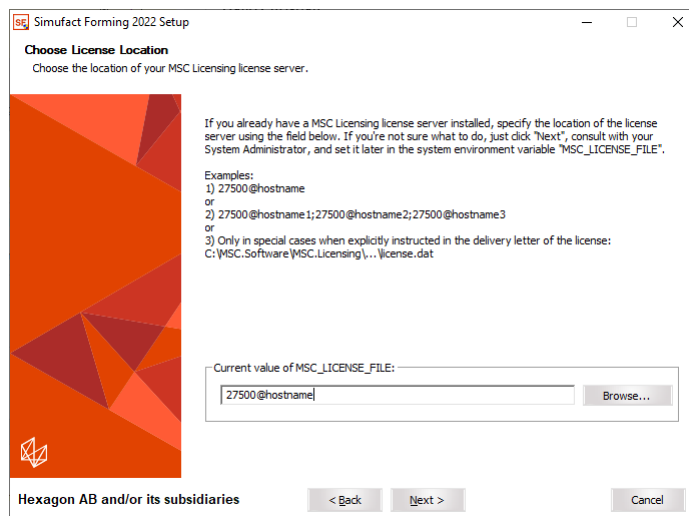 SF Simufact Forming 2022 Setup
Choose License Location
Choose the location of your MSC Licensing license server.
If you already have a MSC Licensing license server installed, specify the location of the license
server using the field below. If you're not sure what to do, just click "Next", consult with your
System Administrator, and set it later in the system environment variable "MSC_LICENSE_FILE".
Examples:
1) 27500@hostname
or
2) 27500@hostname1;27500@hostname2;27500@hostname3
or
3) Only in special cases when explicitly instructed in the delivery letter of the license:
C:\MSC.Software\MSC.Licensing\...\license.dat
Current value of MSC_LICENSE_FILE:
27500@hostname
Browse...
Hexagon AB and/or its subsidiaries
< Back
Next >
Cancel